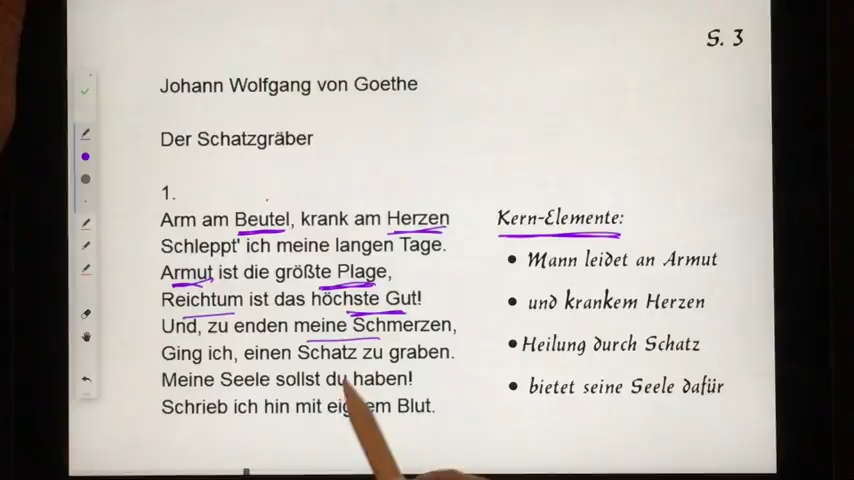 S. 3
Johann Wolfgang von Goethe
Der Schatzgräber
1.
Arm am Beutel, krank am Herzen
Schleppt' ich meine langen Tage.
Armut ist die größte Plage,
Reichtum ist das höchste Gut!
Und, zu enden meine Schmerzen,
Ging ich, einen Schatz zu graben.
Meine Seele sollst du haben!
Schrieb ich hin mit eignem Blut.
Kern-Elemente:
• Mann leidet an Armut
• und krankem Herzen
• Heilung durch Schatz
• bietet seine Seele dafür